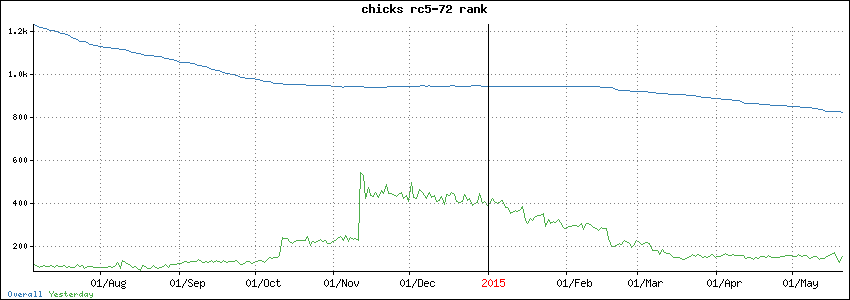 chicks rc5-72 rank
1.2k
1.0k
800
600
400
200
01/Aug 01/Sep 01/Oct 01/Nov 01/Dec 2015 01/Feb 01/Mar 01/Apr 01/May
Overall Yesterday